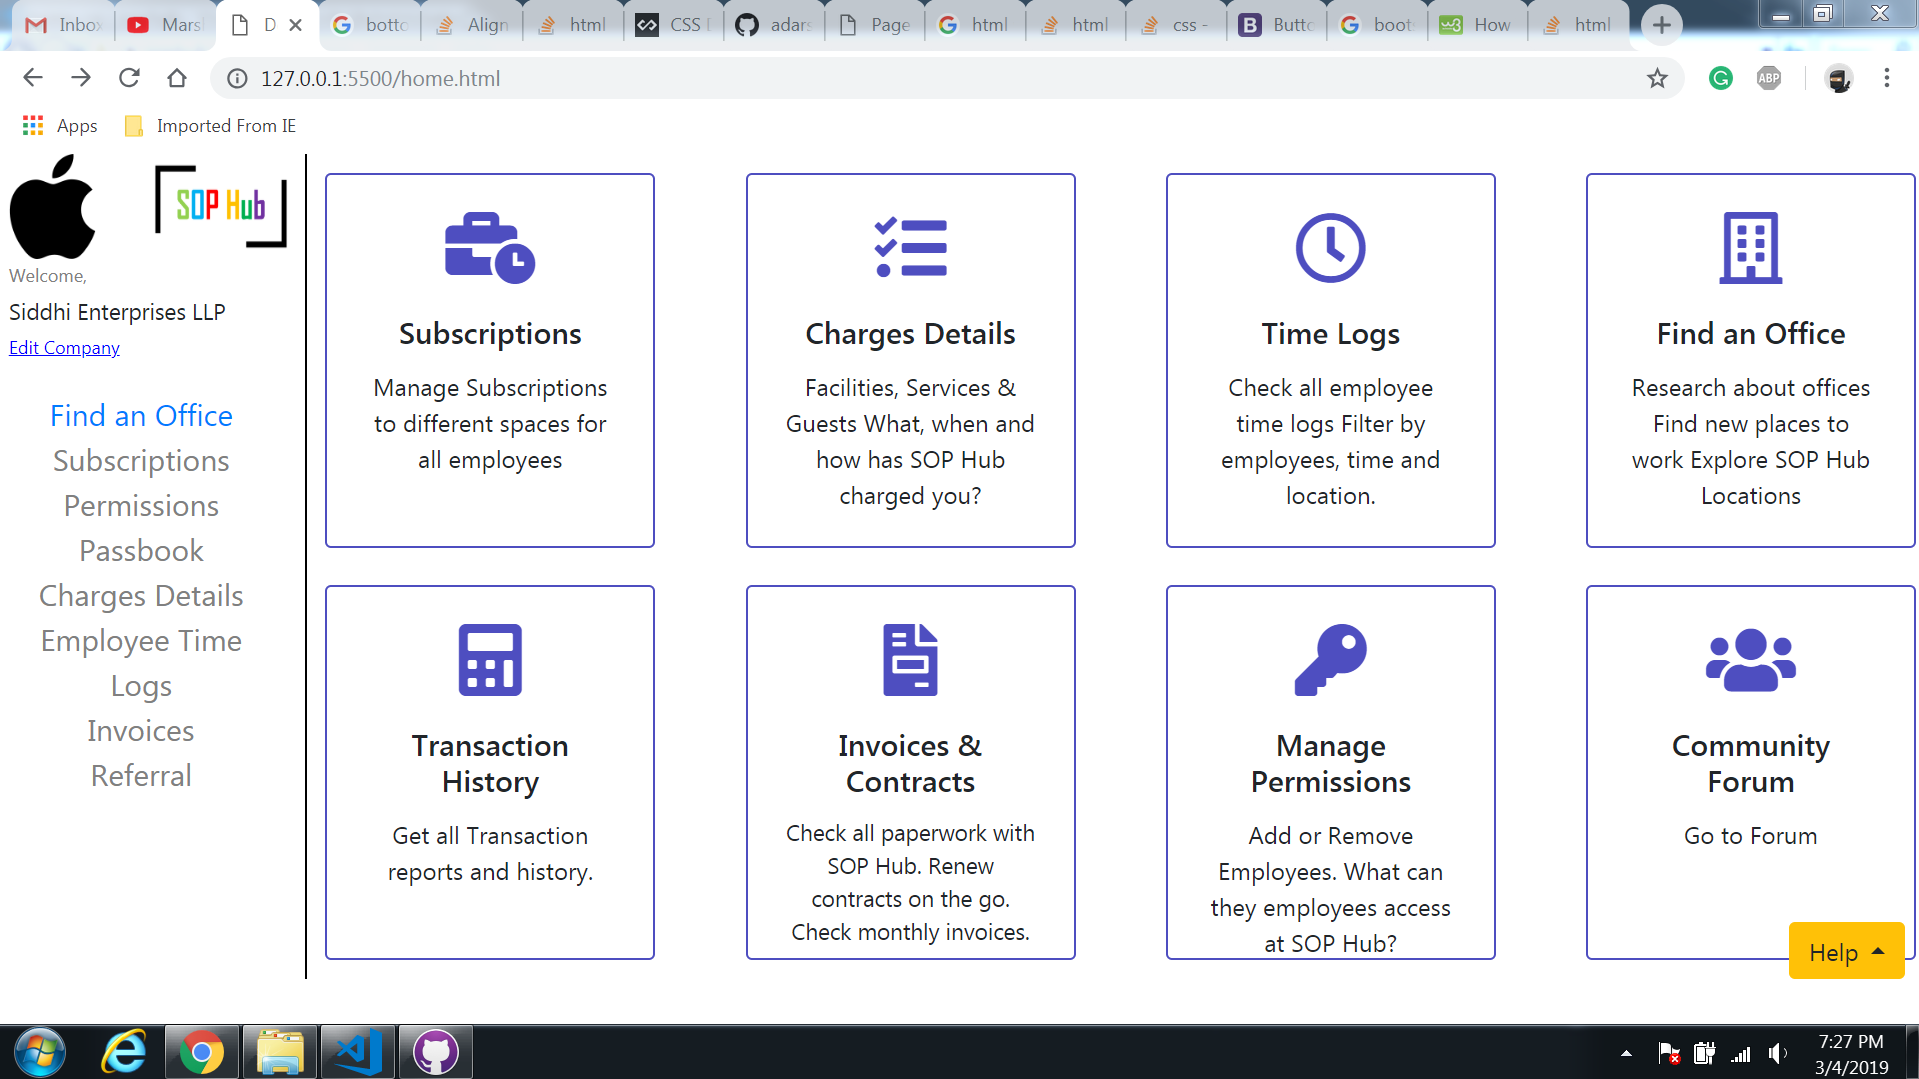 Inbox
Mars
D
botto
Align
html
CSS
adars
Page
html
html
css -
B
Butto
boots
w3
How
html
127.0.0.1:5500/home.html
ABP
Apps
Imported From IE
SOP Hub
Welcome,
Siddhi Enterprises LLP
Edit Company
Find an Office
Subscriptions
Permissions
Passbook
Charges Details
Employee Time
Logs
Invoices
Referral
Subscriptions
Manage Subscriptions
to different spaces for
all employees
Charges Details
Facilities, Services &
Guests What, when and
how has SOP Hub
charged you?
Time Logs
Check all employee
time logs Filter by
employees, time and
location.
Find an Office
Research about offices
Find new places to
work Explore SOP Hub
Locations
Transaction
History
Get all Transaction
reports and history.
Invoices &
Contracts
Check all paperwork with
SOP Hub. Renew
contracts on the go.
Check monthly invoices.
Manage
Permissions
Add or Remove
Employees. What can
they employees access
at SOP Hub?
Community
Forum
Go to Forum
Help
7:27 PM
3/4/2019